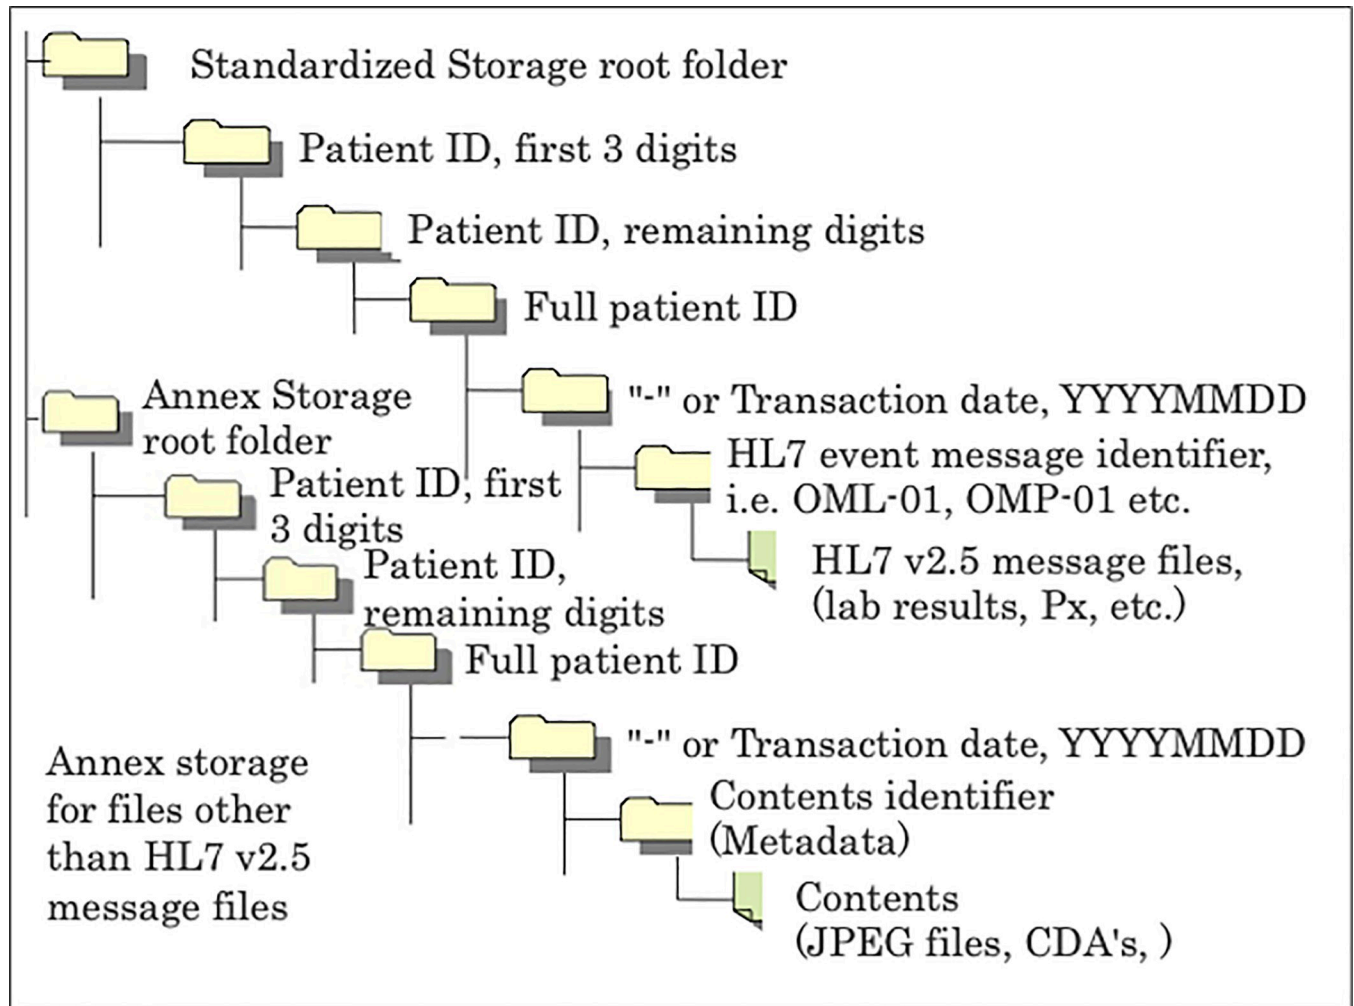 Standardized Storage root folder
Patient ID, first 3 digits
Patient ID, remaining digits
Full patient ID
"-" or Transaction date, YYYYMMDD
HL7 event message identifier,
i.e. OML-01, OMP-01 etc.
HL7 v2.5 message files,
(lab results, Px, etc.)
Annex Storage
root folder
Patient ID, first
3 digits
Patient ID,
remaining digits
Full patient ID
"-" or Transaction date, YYYYMMDD
Contents identifier
(Metadata)
Contents
(JPEG files, CDA's, )
Annex storage
for files other
than HL7 v2.5
message files